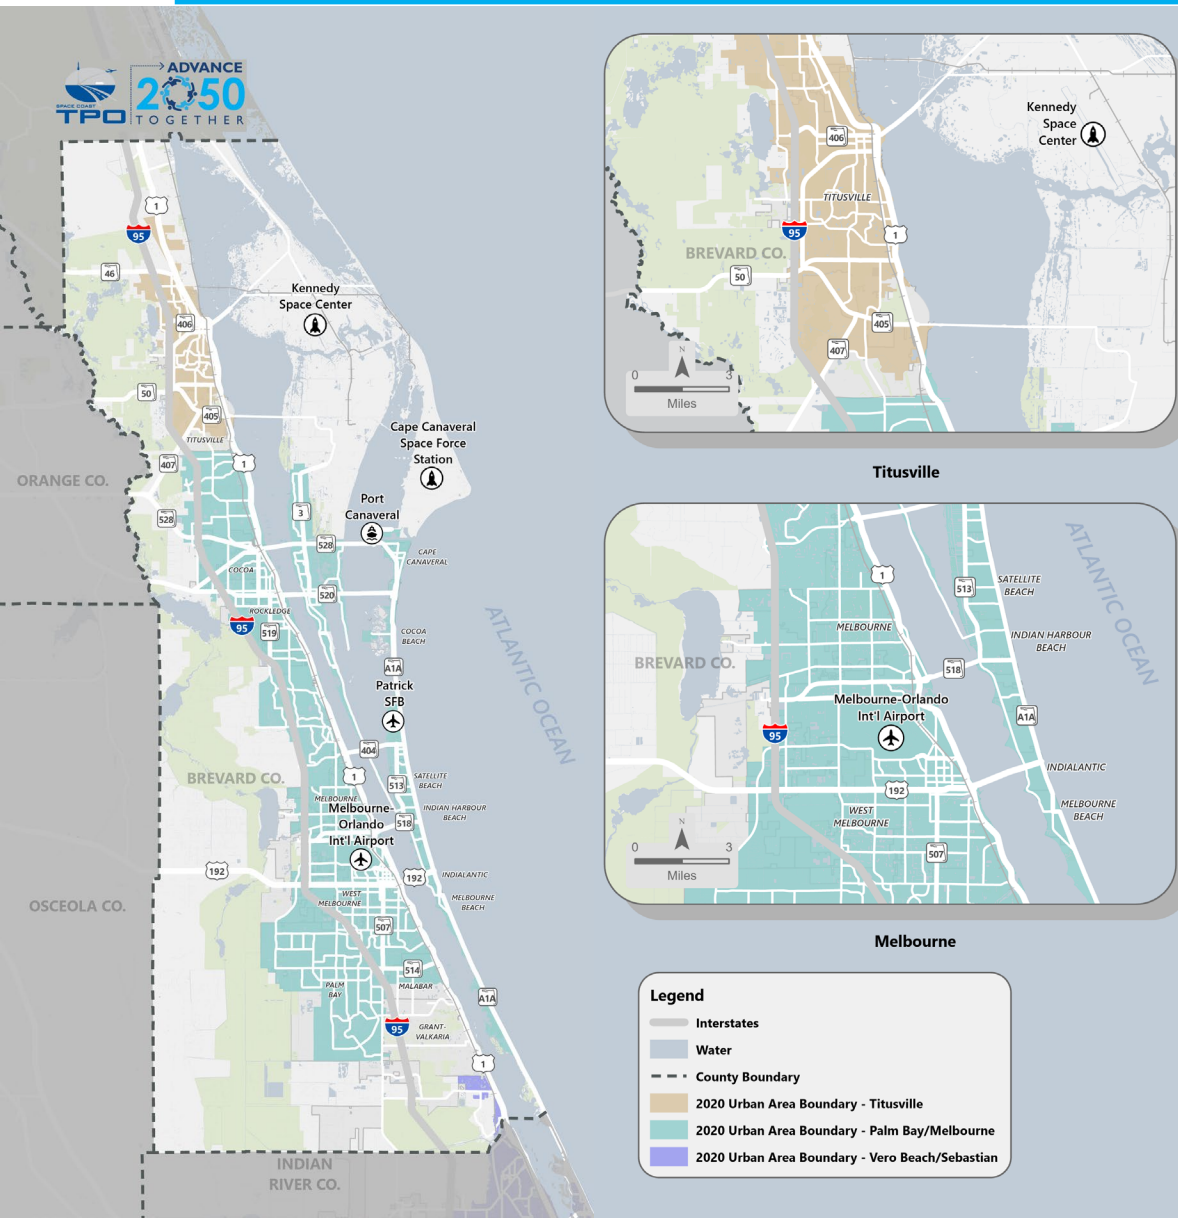 SPACE COAST
TPO
ADVANCE
2050
TOGETHER
1
95
46
Kennedy
Space Center
406
50
405
TITUSVILLE
Cape Canaveral
Space Force
Station
407
1
ORANGE CO.
3
Port
Canaveral
528
528
CAPE
CANAVERAL
COCOA
520
ROCKLEDGE
95
519
COCOA
BEACH
ATLANTIC OCEAN
A1A
Patrick
SFB
404
1
BREVARD CO.
SATELLITE
BEACH
513
MELBOURNE
Melbourne-
Orlando
Int'l Airport
INDIAN HARBOUR
BEACH
518
192
192
INDIALANTIC
WEST
MELBOURNE
MELBOURNE
BEACH
OSCEOLA CO.
507
514
PALM
BAY
MALABAR
A1A
95
GRANT-
VALKARIA
1
INDIAN
RIVER CO.
Kennedy
Space
Center
406
TITUSVILLE
95
1
BREVARD CO.
50
405
407
N
0 3
Miles
Titusville
ATLANTIC OCEAN
1
513
SATELLITE
BEACH
MELBOURNE
INDIAN HARBOUR
BEACH
BREVARD CO.
518
Melbourne-Orlando
Int'l Airport
A1A
95
INDIALANTIC
192
WEST
MELBOURNE
MELBOURNE
BEACH
507
N
0 3
Miles
Melbourne
Legend
Interstates
Water
County Boundary
2020 Urban Area Boundary - Titusville
2020 Urban Area Boundary - Palm Bay/Melbourne
2020 Urban Area Boundary - Vero Beach/Sebastian